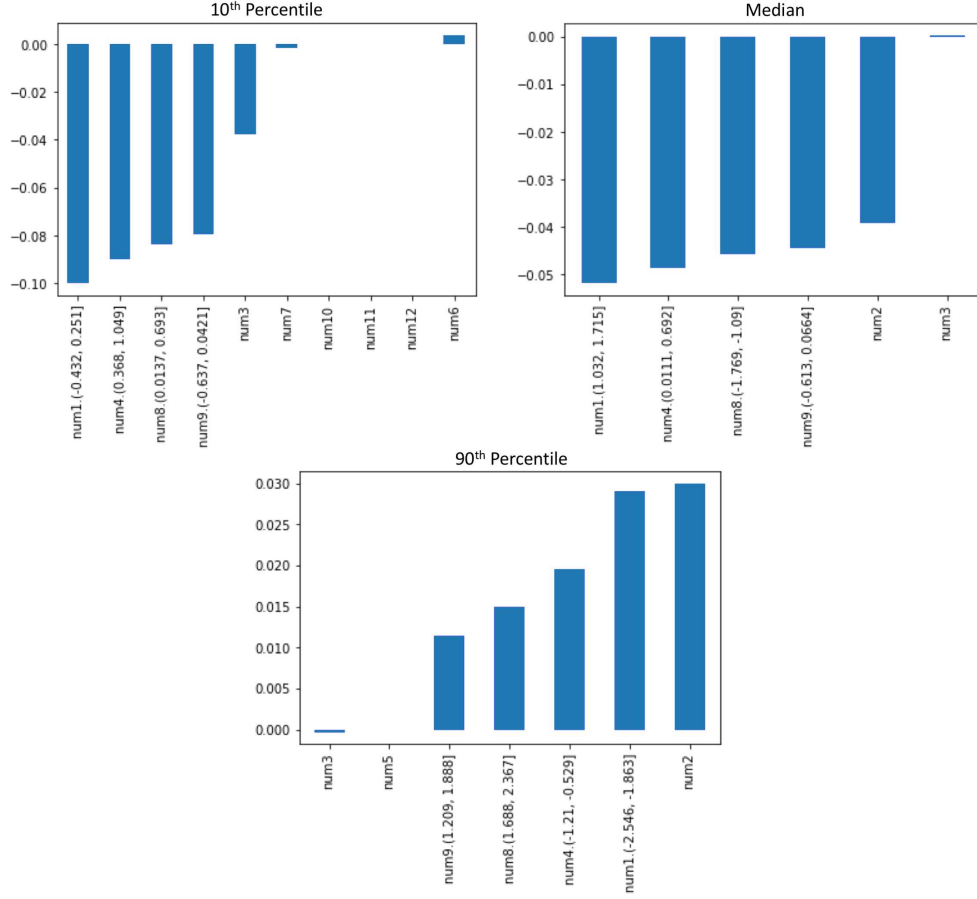 10th Percentile
0.00
−0.02
−0.04
−0.06
−0.08
−0.10
num1.(-0.432, 0.251]
num4.(0.368, 1.049]
num8.(0.0137, 0.693]
num9.(-0.637, 0.0421]
num3
num7
num10
num11
num12
num6
Median
0.00
−0.01
−0.02
−0.03
−0.04
−0.05
num1.(1.032, 1.715]
num4.(0.0111, 0.692]
num8.(-1.769, -1.09]
num9.(-0.613, 0.0664]
num2
num3
90th Percentile
0.030
0.025
0.020
0.015
0.010
0.005
0.000
num3
num5
num9.(1.209, 1.888]
num8.(1.688, 2.367]
num4.(-1.21, -0.529]
num1.(-2.546, -1.863]
num2